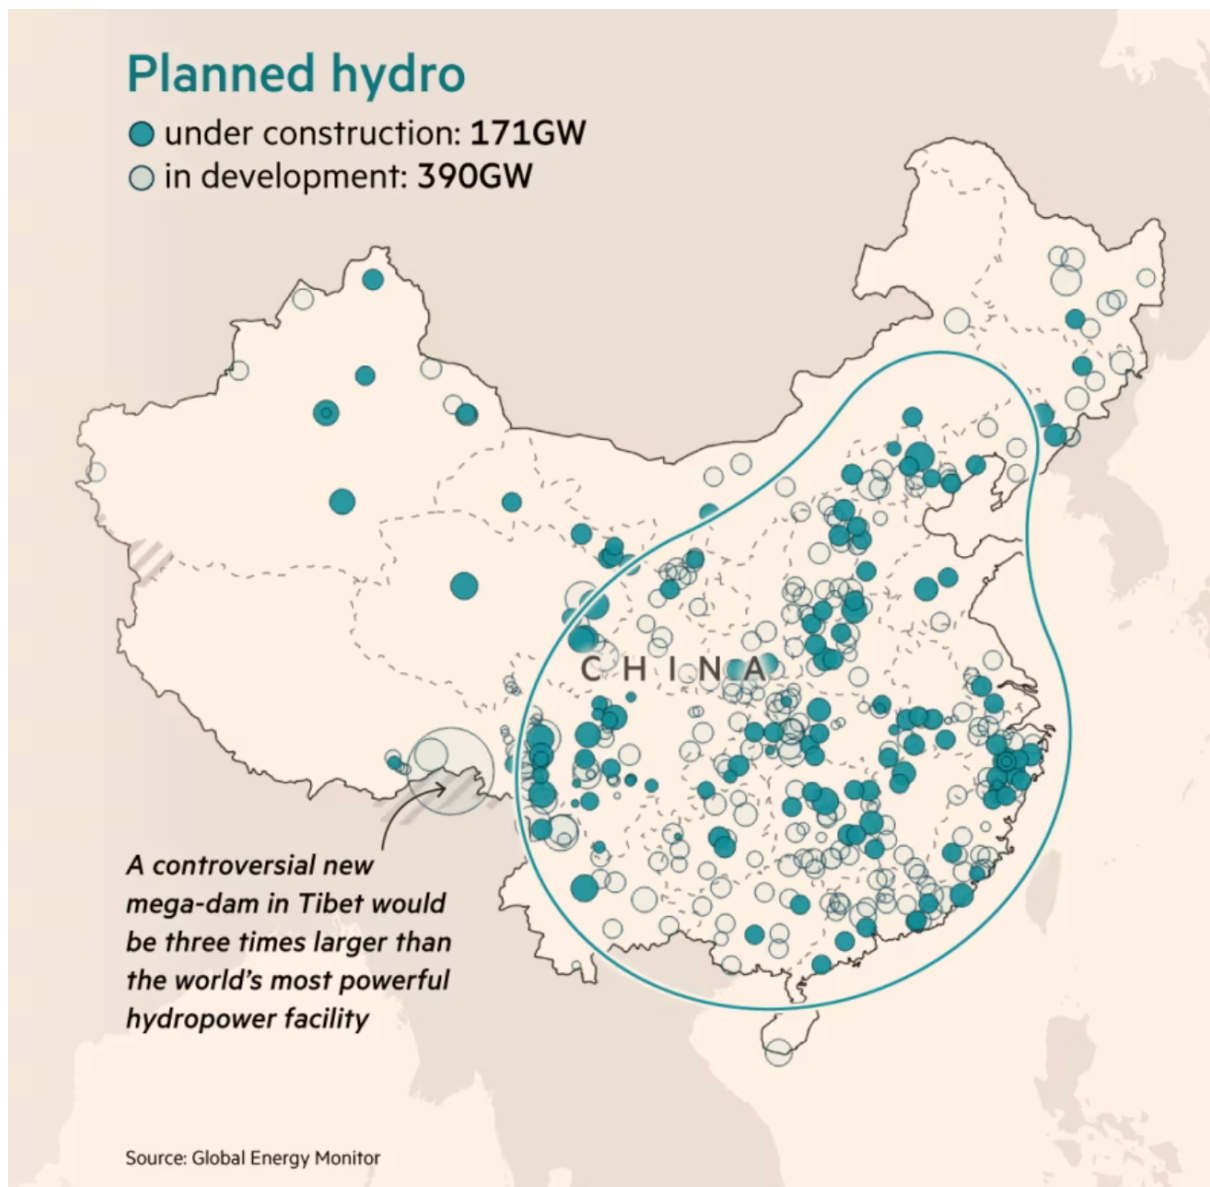 Planned hydro
under construction: 171GW
in development: 390GW
CHINA
A controversial new
mega-dam in Tibet would
be three times larger than
the world's most powerful
hydropower facility
Source: Global Energy Monitor